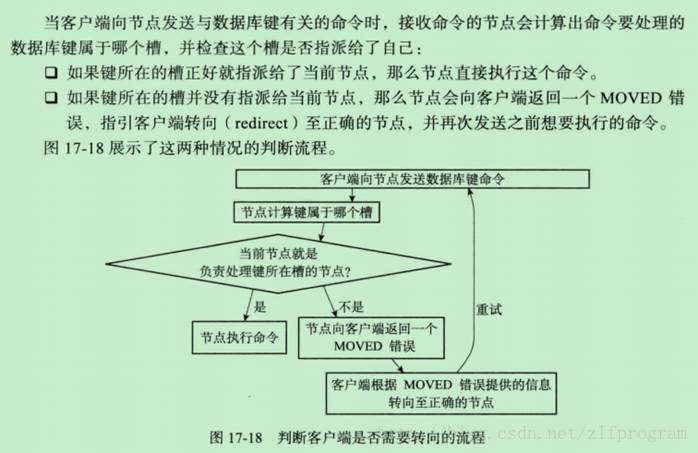 当客户端向节点发送与数据库键有关的命令时，接收命令的节点会计算出命令要处理的
数据库键属于哪个槽，并检查这个槽是否指派给了自己：
❑ 如果键所在的槽正好就指派给了当前节点，那么节点直接执行这个命令。
❑ 如果键所在的槽并没有指派给当前节点，那么节点会向客户端返回一个 MOVED 错
误，指引客户端转向（redirect）至正确的节点，并再次发送之前想要执行的命令。
图 17-18 展示了这两种情况的判断流程。
客户端向节点发送数据库键命令
节点计算键属于哪个槽
当前节点就是
负责处理键所在槽的节点?
是
不是
重试
节点执行命令
节点向客户端返回一个
MOVED 错误
客户端根据 MOVED 错误提供的信息
转向至正确的节点
图 17-18 判断客户端是否需要转向的流程
http://blog.csdn.net/zlfprogram